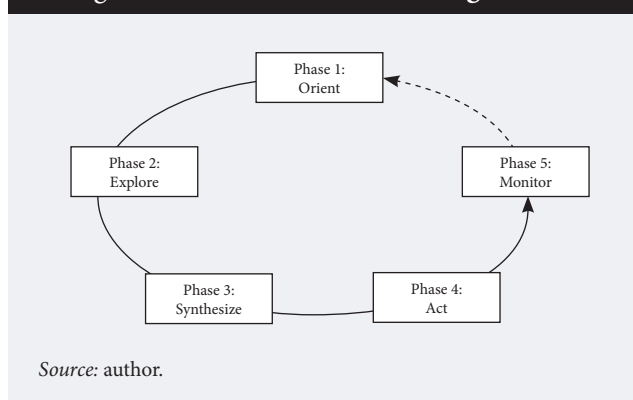 Phase 1:
Orient
Phase 2:
Explore
Phase 5:
Monitor
Phase 3:
Synthesize
Phase 4:
Act
Source: author.